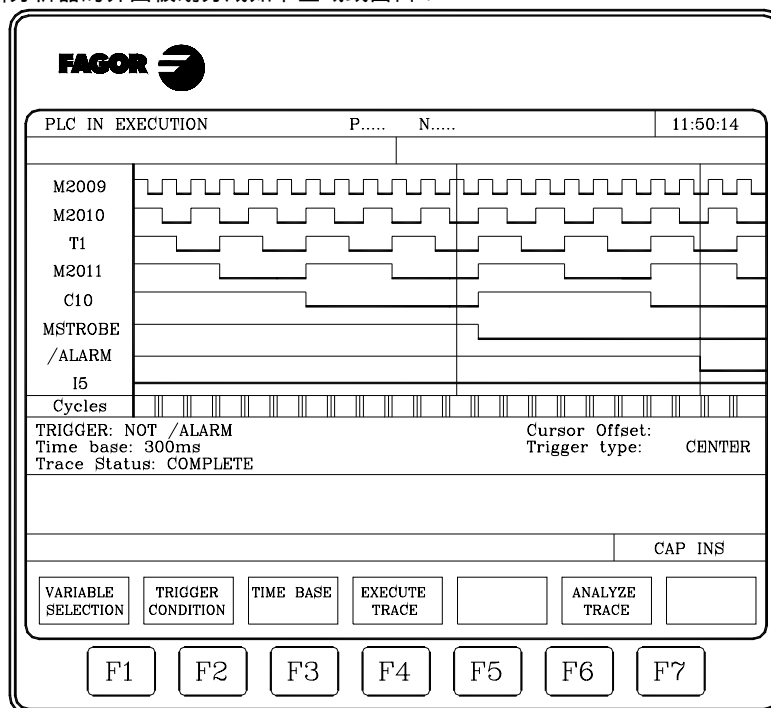 FAGOR
PLC IN EXECUTION P..... N..... 11:50:14
M2009
M2010
T1
M2011
C10
MSTROBE
/ALARM
I5
Cycles
TRIGGER: NOT /ALARM Cursor Offset:
Time base: 300ms Trigger type: CENTER
Trace Status: COMPLETE
CAP INS
VARIABLE SELECTION
TRIGGER CONDITION
TIME BASE
EXECUTE TRACE
ANALYZE TRACE
F1 F2 F3 F4 F5 F6 F7